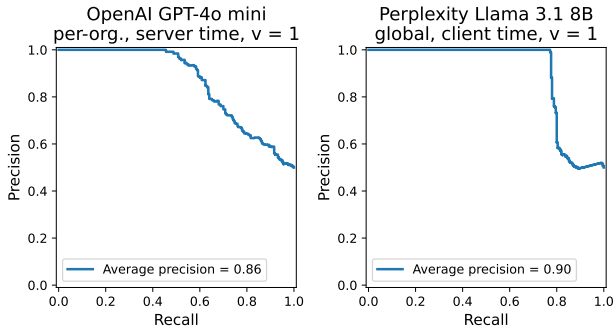 OpenAI GPT-4o mini
per-org., server time, v = 1
1.0
0.8
0.6
0.4
0.2
0.0
Precision
0.0 0.2 0.4 0.6 0.8 1.0
Recall
Average precision = 0.86
Perplexity Llama 3.1 8B
global, client time, v = 1
1.0
0.8
0.6
0.4
0.2
0.0
Precision
0.0 0.2 0.4 0.6 0.8 1.0
Recall
Average precision = 0.90